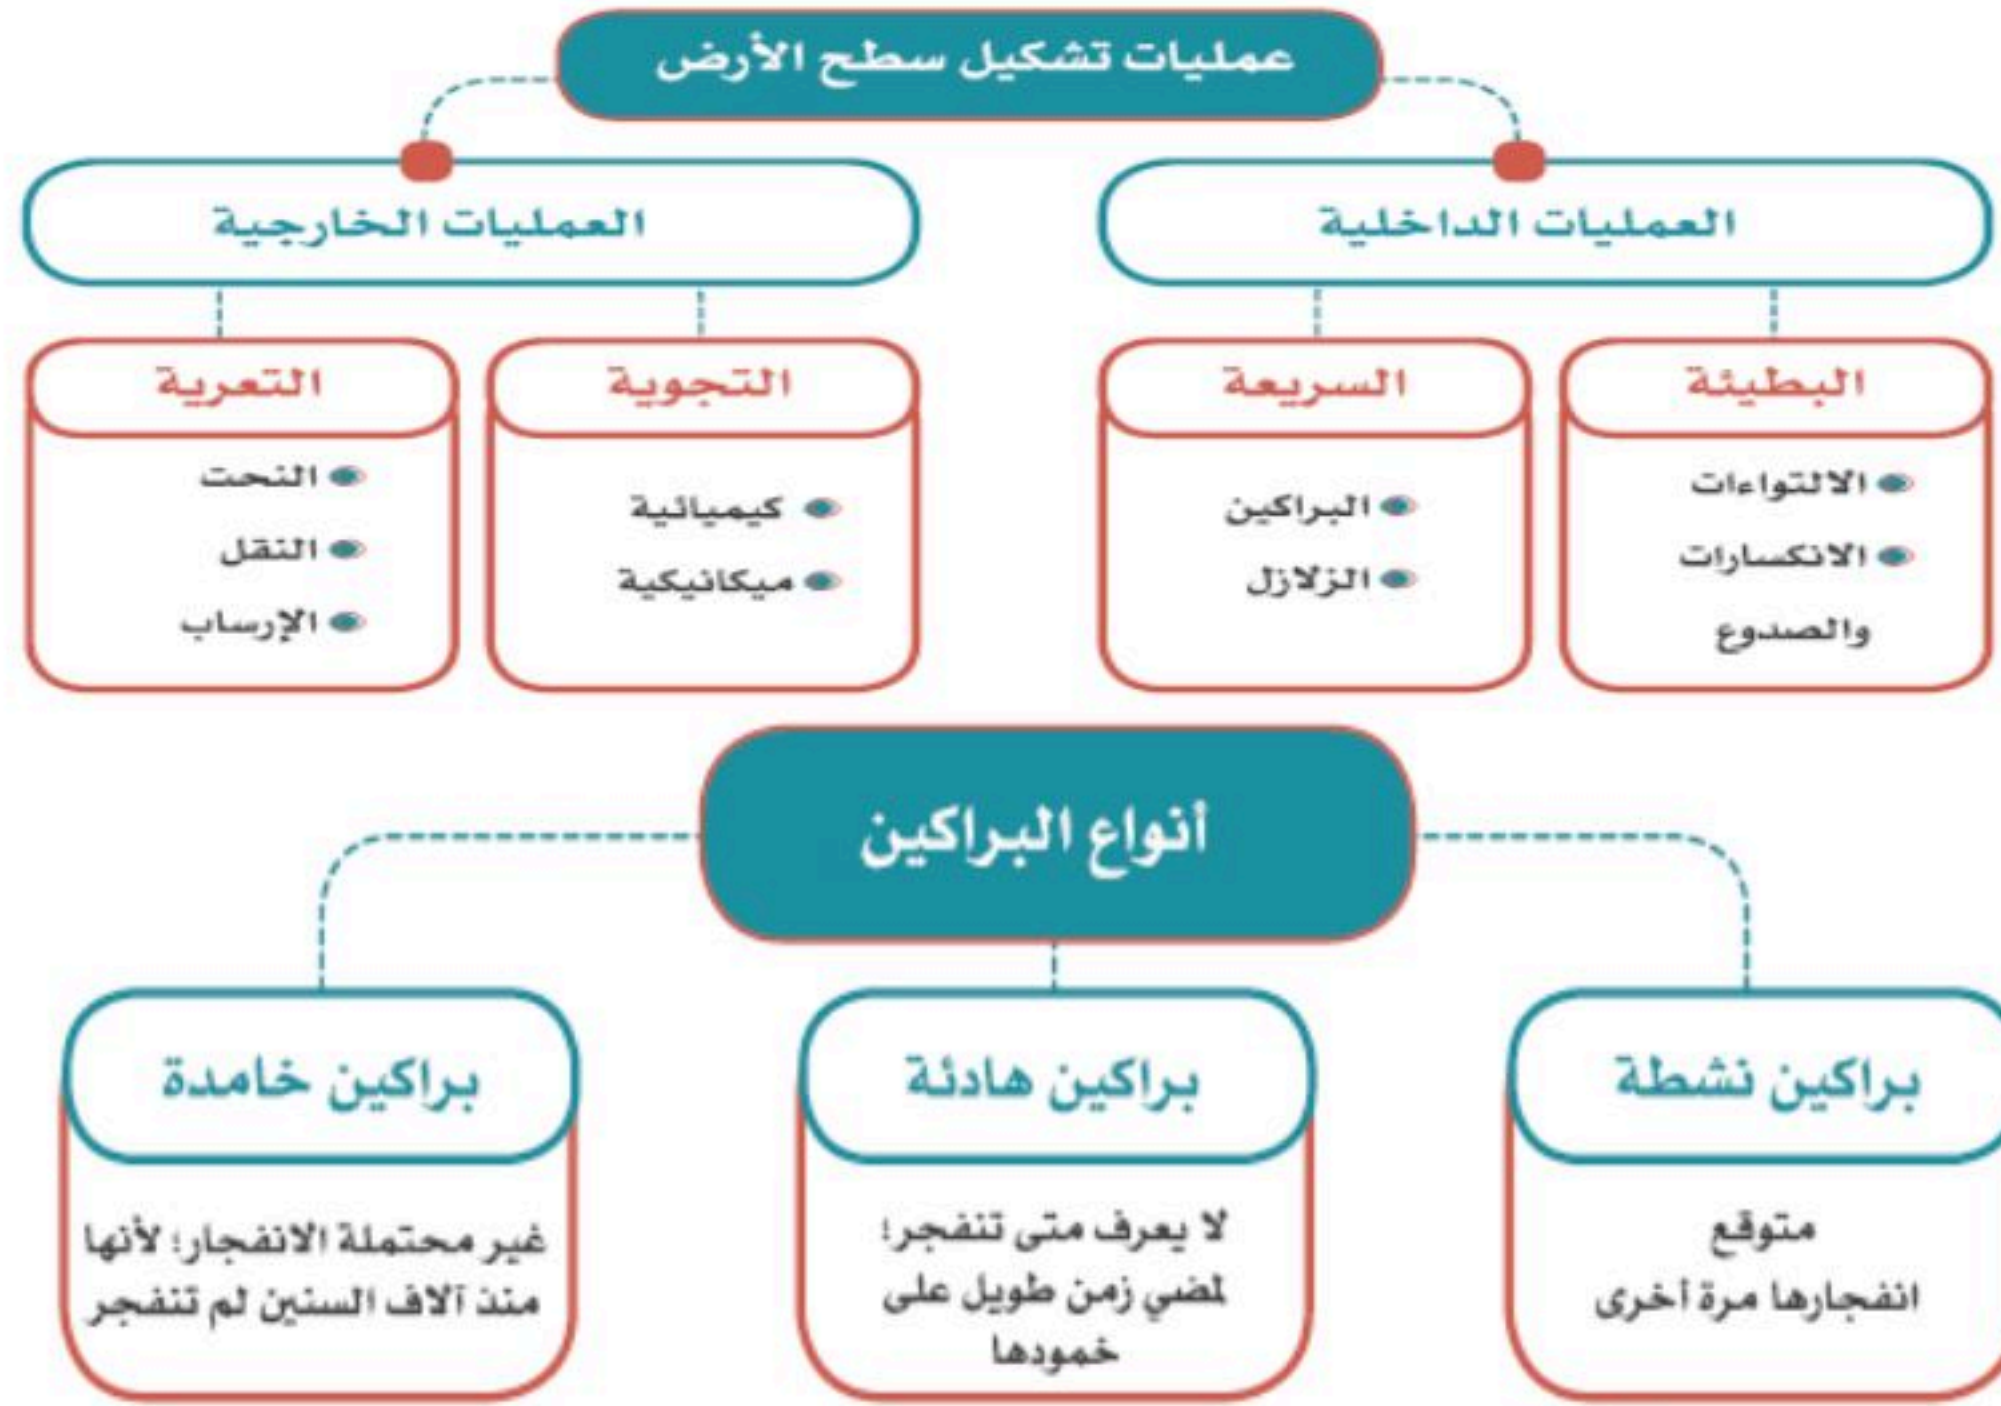 عمليات تشكيل سطح الأرض
العمليات الداخلية
العمليات الخارجية
البطيئة
الالتواءات
الانكسارات
والصدوع
السريعة
البراكين
الزلازل
التجوية
كيميائية
ميكانيكية
التعرية
النحت
النقل
الإرساب
أنواع البراكين
براكين نشطة
متوقع
انفجارها مرة أخرى
براكين هادئة
لا يعرف متى تنفجر؛
لمضي زمن طويل على
خمودها
براكين خامدة
غير محتملة الانفجار؛ لأنها
منذ آلاف السنين لم تنفجر